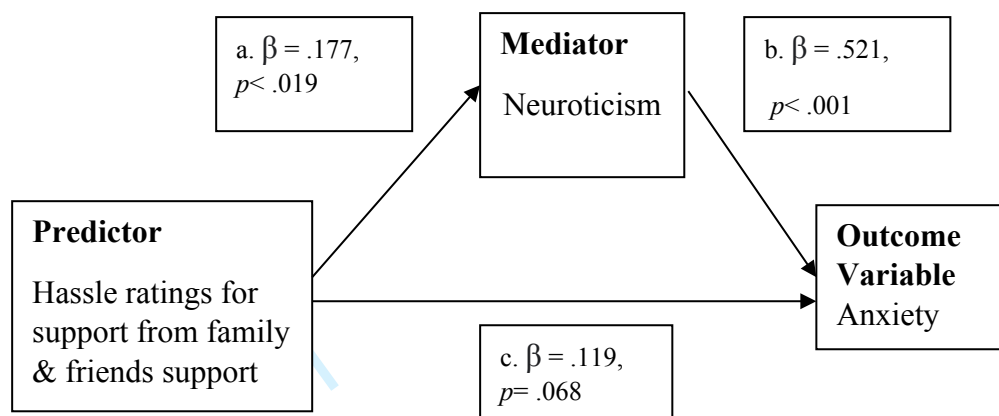 a. β = .177,
p< .019
Mediator
Neuroticism
b. β = .521,
p< .001
Predictor
Hassle ratings for
support from family
& friends support
Outcome
Variable
Anxiety
c. β = .119,
p= .068